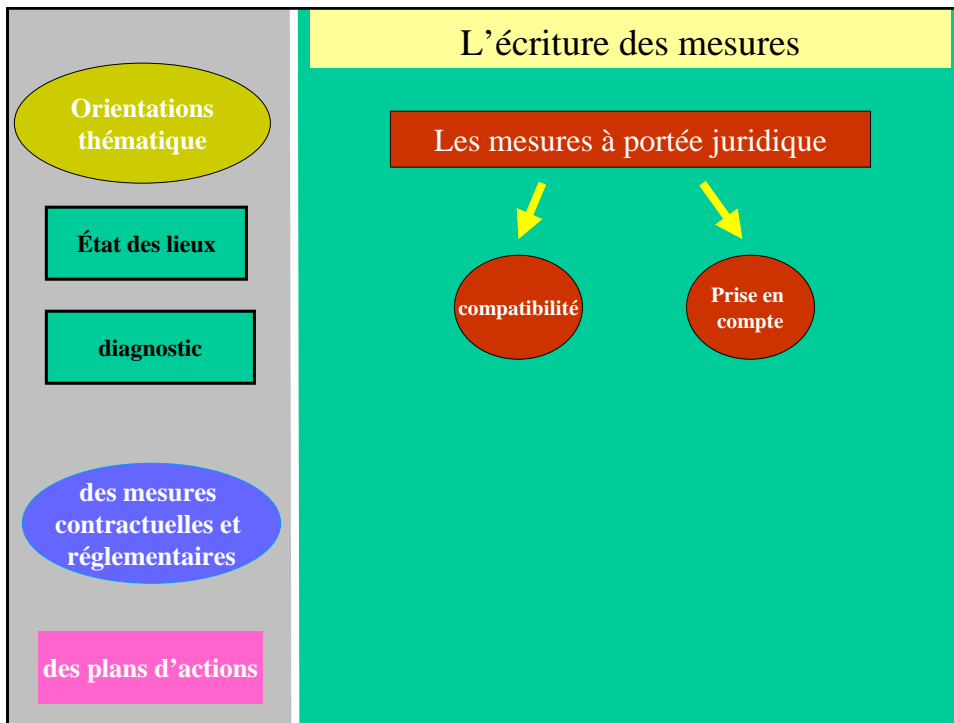 L'écriture des mesures
Orientations
thématique
État des lieux
diagnostic
des mesures
contractuelles et
réglementaires
des plans d'actions
Les mesures à portée juridique
compatibilité
Prise en
compte